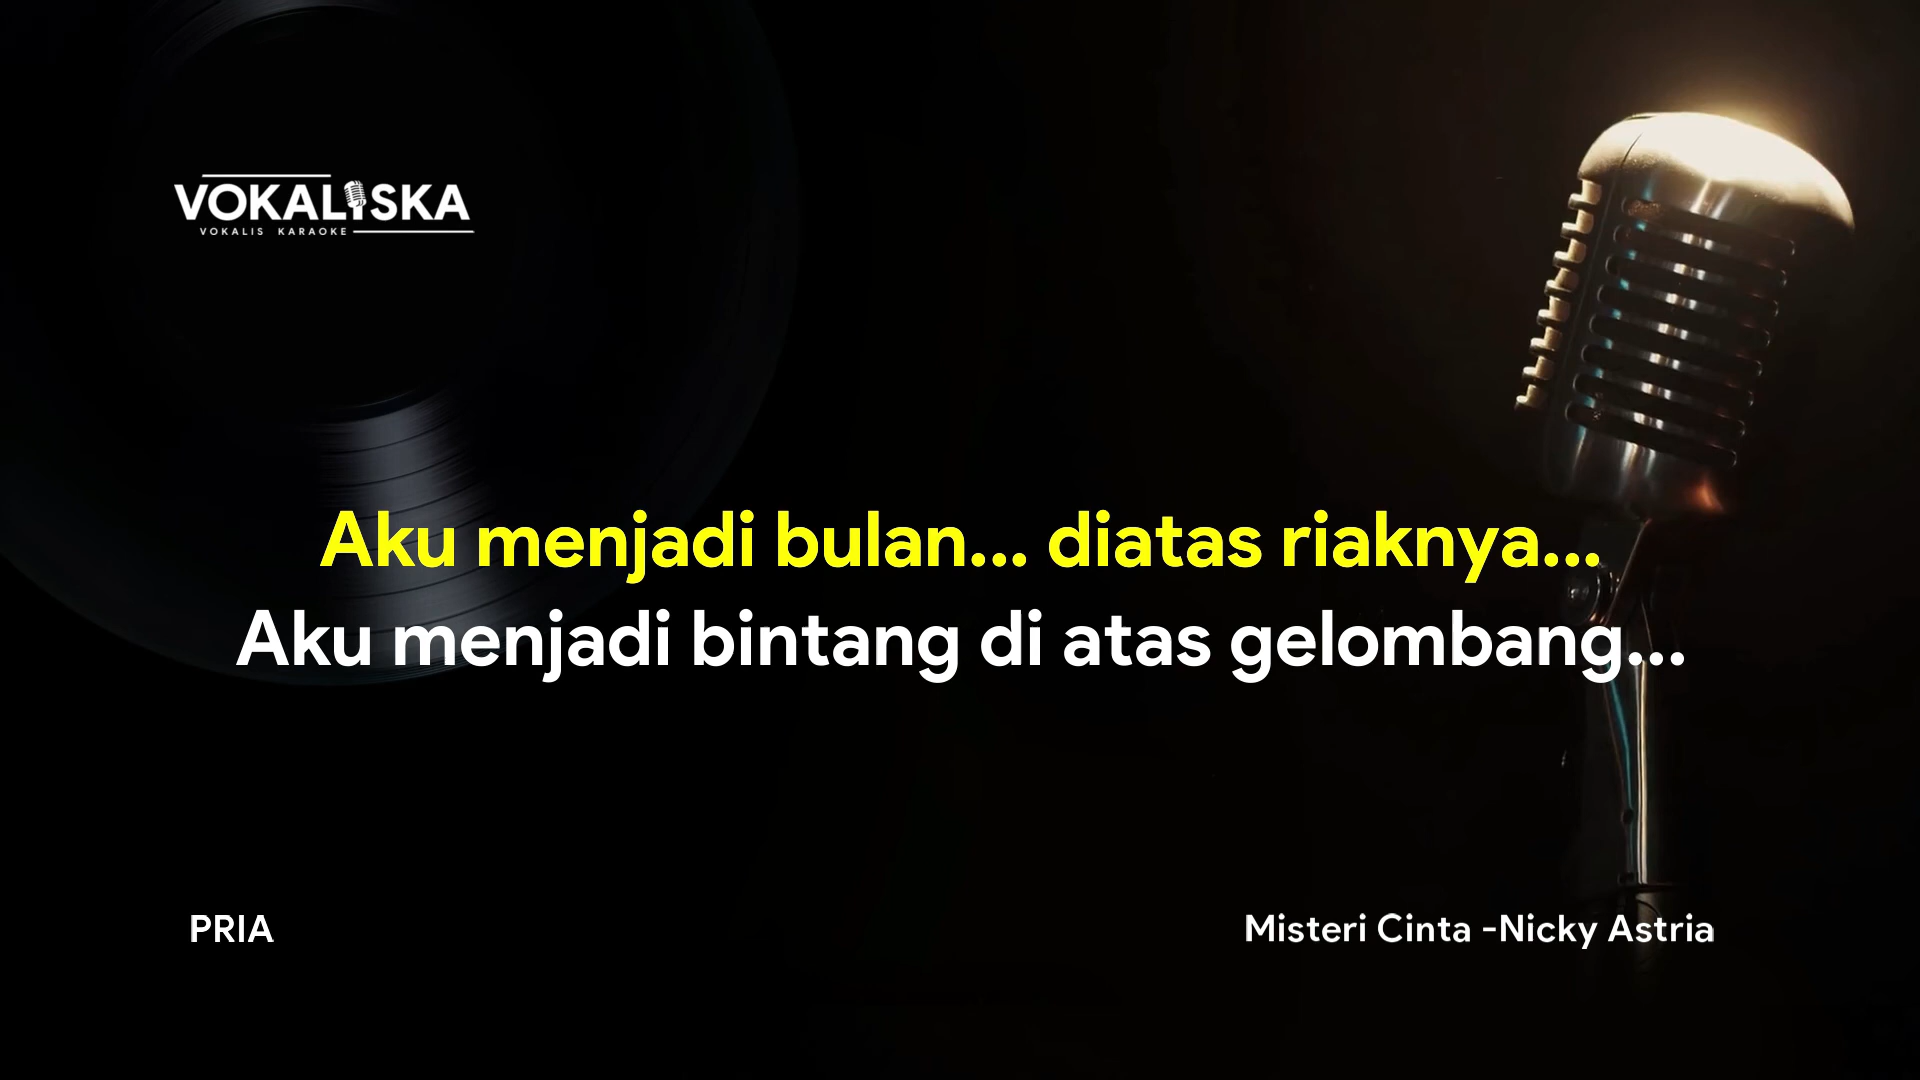 VOKALISKA
VOKALIS KARAOKE
Aku menjadi bulan... diatas riaknya...
Aku menjadi bintang di atas gelombang...
PRIA
Misteri Cinta -Nicky Astria